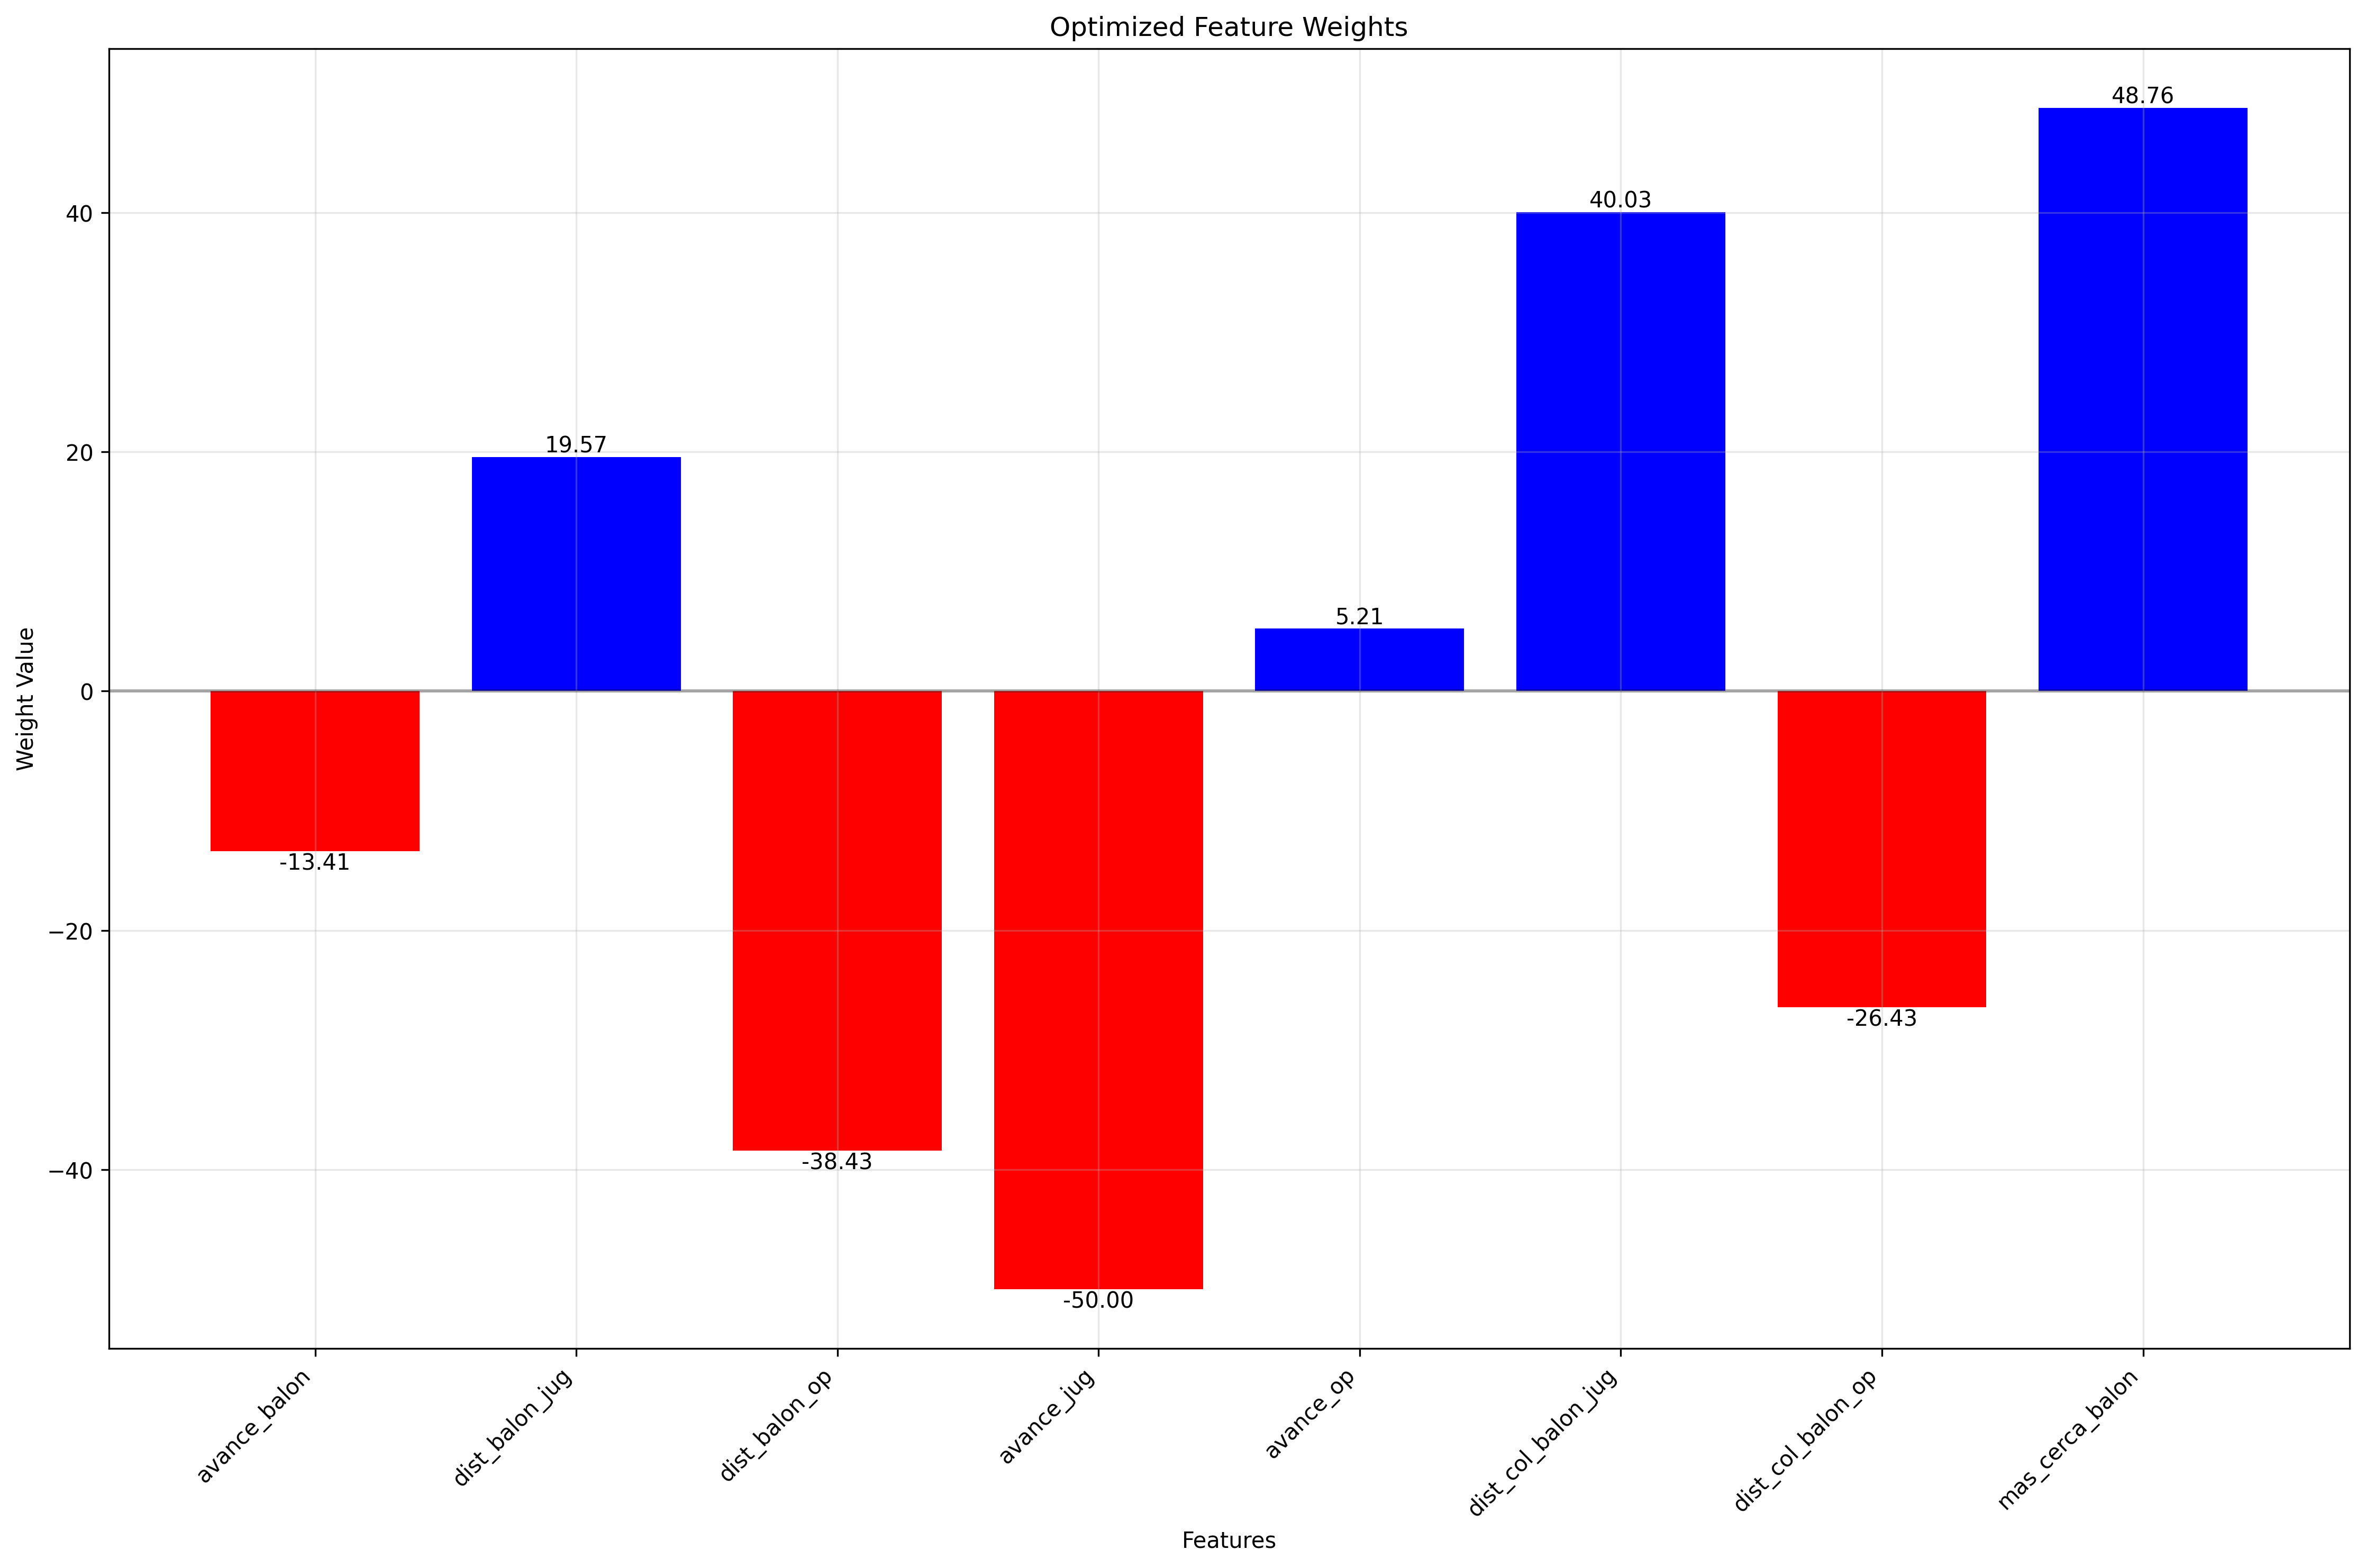 Optimized Feature Weights
48.76
40.03
40
19.57
20
5.21
Weight Value
0
-13.41
−20
-26.43
-38.43
−40
-50.00
avance_balon
dist_balon_jug
dist_balon_op
avance_jug
avance_op
dist_col_balon_jug
dist_col_balon_op
mas_cerca_balon
Features